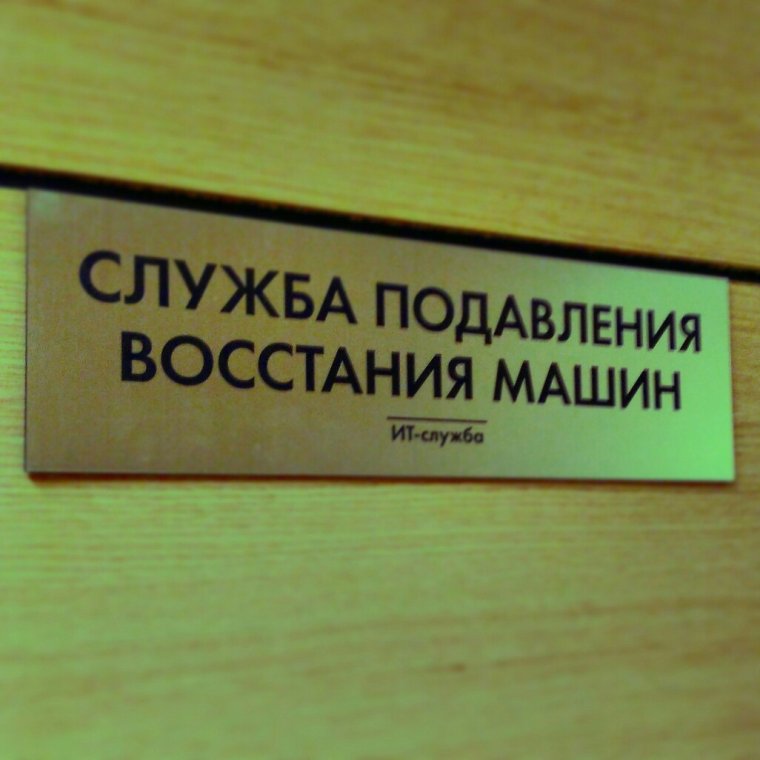 СЛУЖБА ПОДАВЛЕНИЯ
ВОССТАНИЯ МАШИН
ИТ-служба